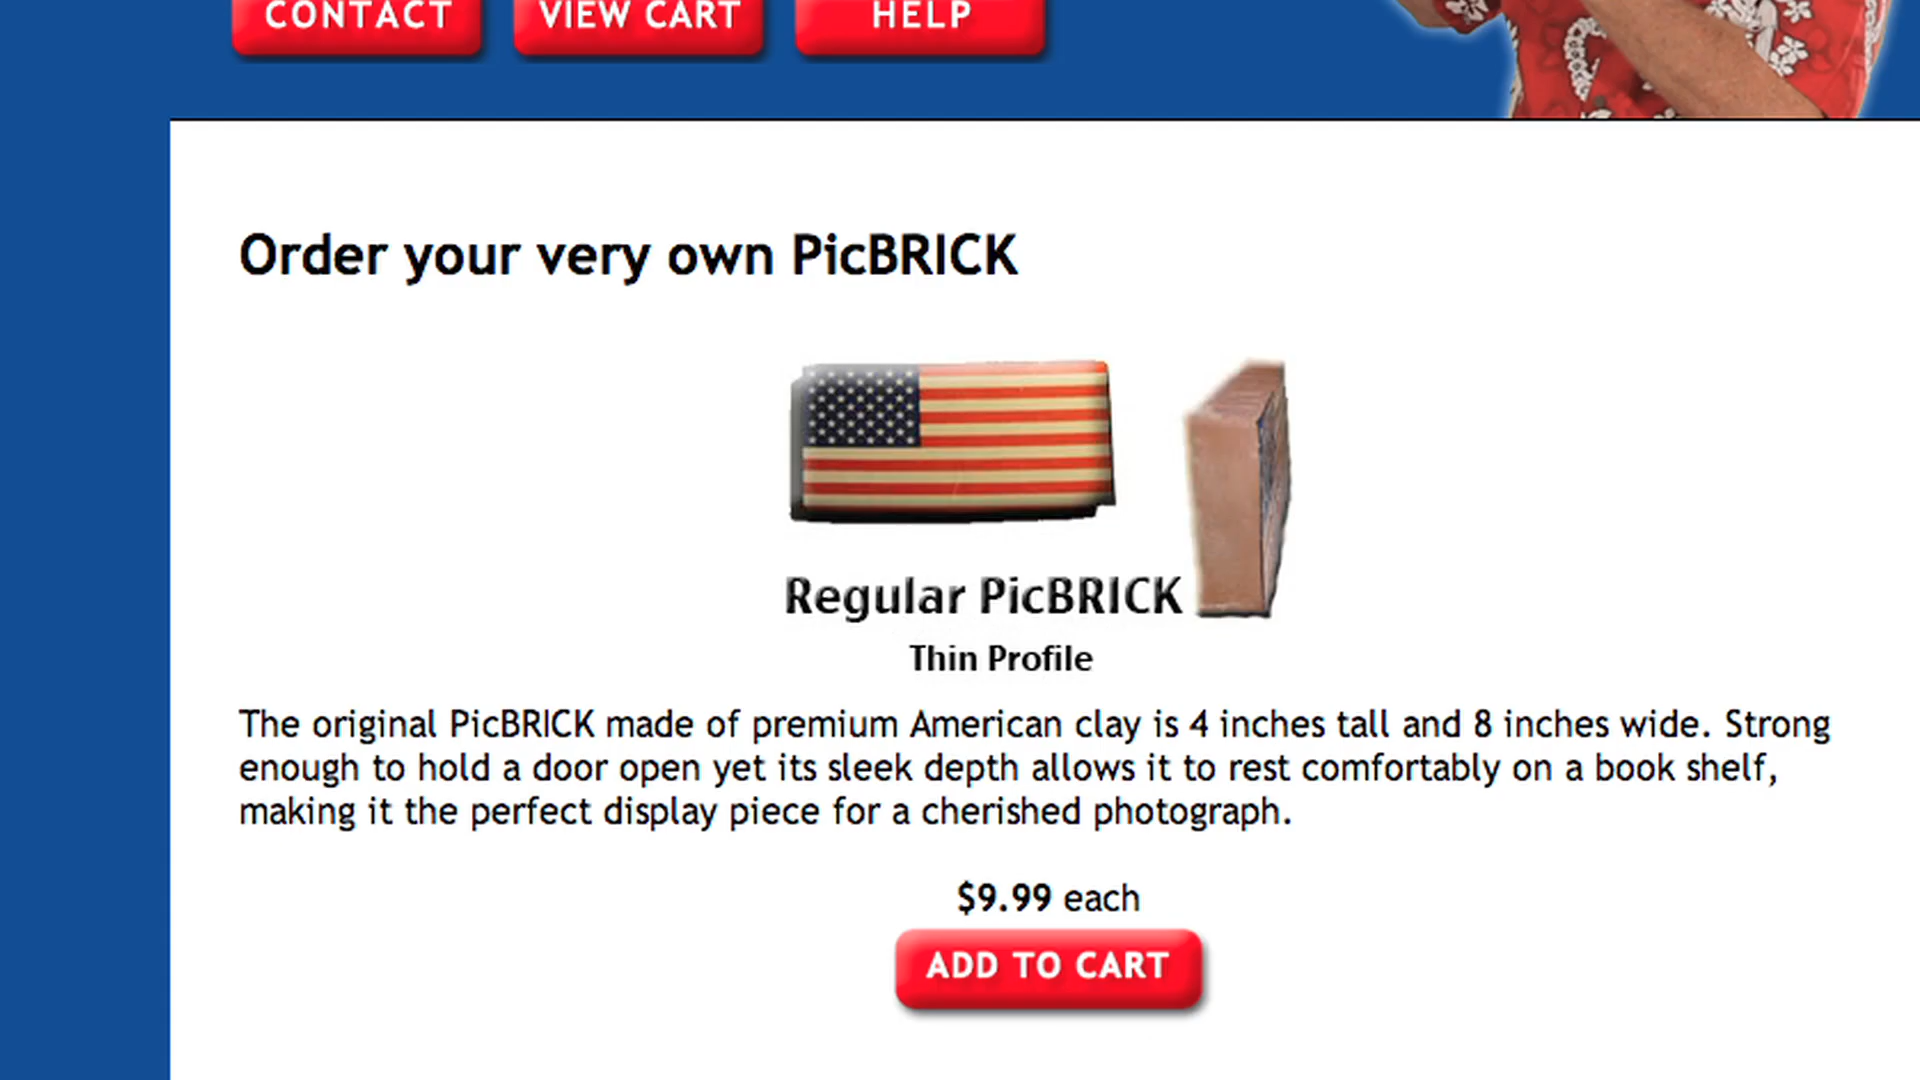 CONTACT VIEW CART HELP
Order your very own PicBRICK
Regular PicBRICK
Thin Profile
The original PicBRICK made of premium American clay is 4 inches tall and 8 inches wide. Strong
enough to hold a door open yet its sleek depth allows it to rest comfortably on a book shelf,
making it the perfect display piece for a cherished photograph.
$9.99 each
ADD TO CART